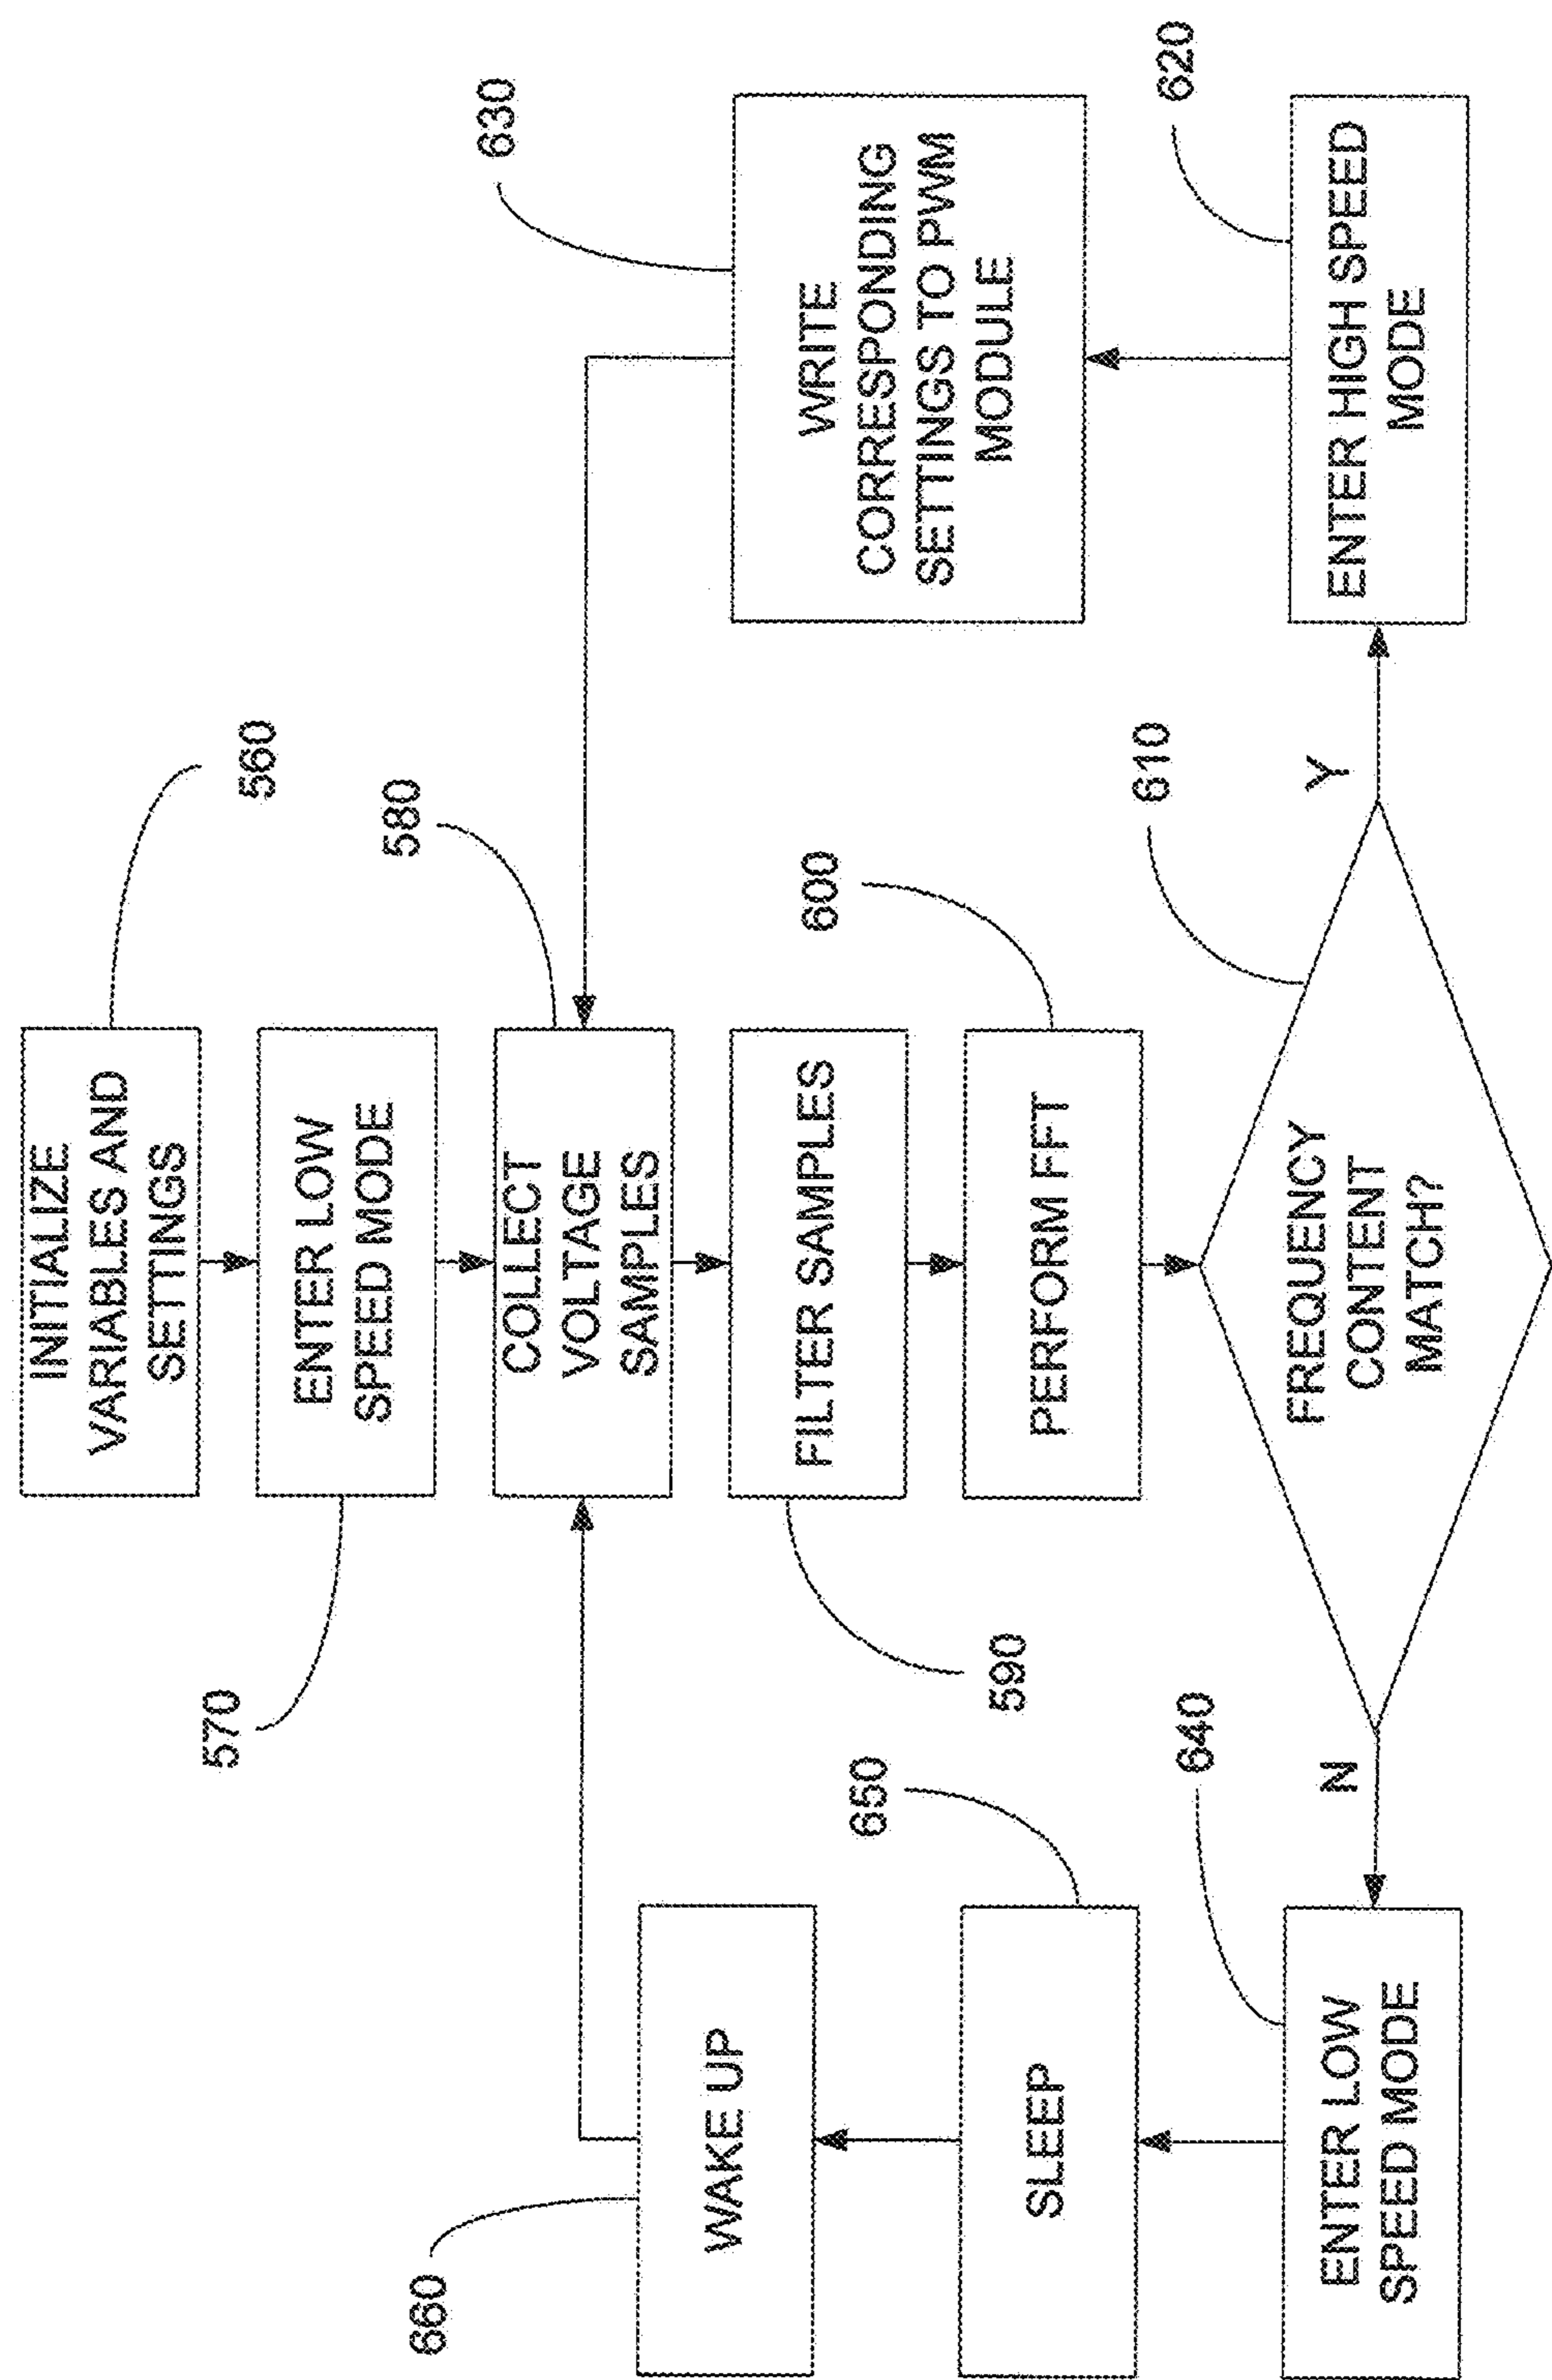 INITIALIZE
VARIABLES AND
SETTINGS
560
ENTER LOW
SPEED MODE
570
COLLECT
VOLTAGE
SAMPLES
580
FILTER SAMPLES
590
PERFORM FFT
600
FREQUENCY
CONTENT
MATCH?
610
Y
ENTER HIGH SPEED
MODE
620
WRITE
CORRESPONDING
SETTINGS TO PWM
MODULE
630
N
ENTER LOW
SPEED MODE
640
SLEEP
650
WAKE UP
660